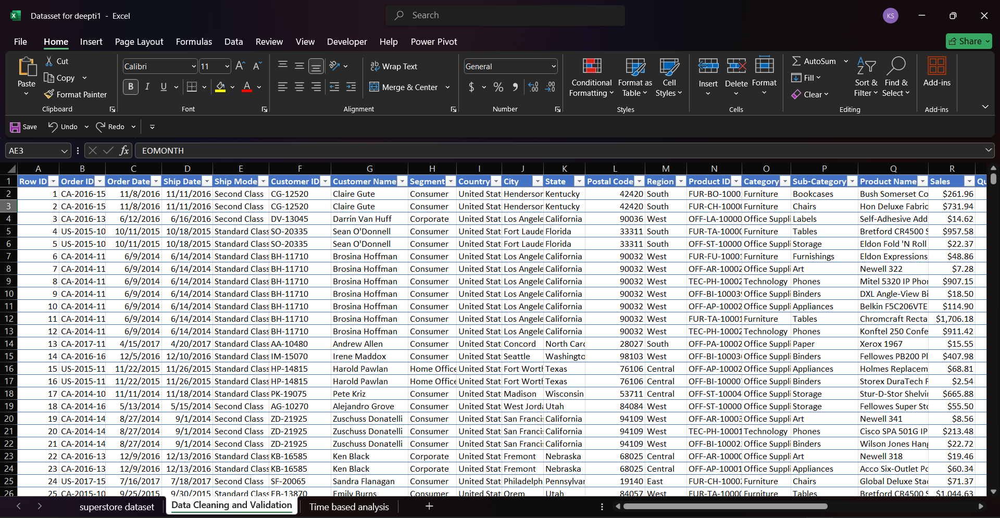 Datasset for deepti1 - Excel
Search
KS
File Home Insert Page Layout Formulas Data Review View Developer Help Power Pivot
Share
Paste
Cut
Copy
Format Painter
Clipboard
Calibri 11
B I U A
Font
Wrap Text
Merge & Center
Alignment
General
$ % ,
Number
Conditional Formatting
Format as Table
Cell Styles
Styles
Insert Delete Format
Cells
AutoSum
Fill
Clear
Sort & Filter
Find & Select
Editing
Add-ins
Add-ins
Save Undo Redo
AE3 fx EOMONTH
A B C D E F G H I J K L M N O P Q R
1 Row ID Order ID Order Date Ship Date Ship Mode Customer ID Customer Name Segment Country City State Postal Code Region Product ID Category Sub-Category Product Name Sales Qu
2 1 CA-2016-15 11/8/2016 11/11/2016 Second Class CG-12520 Claire Gute Consumer United Stat Henderson Kentucky 42420 South FUR-BO-1000 Furniture Bookcases Bush Somerset Co $261.96
3 2 CA-2016-15 11/8/2016 11/11/2016 Second Class CG-12520 Claire Gute Consumer United Stat Henderson Kentucky 42420 South FUR-CH-1000 Furniture Chairs Hon Deluxe Fabric $731.94
4 3 CA-2016-13 6/12/2016 6/16/2016 Second Class DV-13045 Darrin Van Huff Corporate United Stat Los Angele California 90036 West OFF-LA-1000 Office Suppli Labels Self-Adhesive Add $14.62
5 4 US-2015-10 10/11/2015 10/18/2015 Standard Class SO-20335 Sean O'Donnell Consumer United Stat Fort Laude Florida 33311 South FUR-TA-1000 Furniture Tables Bretford CR4500 S $957.58
6 5 US-2015-10 10/11/2015 10/18/2015 Standard Class SO-20335 Sean O'Donnell Consumer United Stat Fort Laude Florida 33311 South OFF-ST-10000 Office Suppli Storage Eldon Fold 'N Roll $22.37
7 6 CA-2014-11 6/9/2014 6/14/2014 Standard Class BH-11710 Brosina Hoffman Consumer United Stat Los Angele California 90032 West FUR-FU-1000 Furniture Furnishings Eldon Expressions $48.86
8 7 CA-2014-11 6/9/2014 6/14/2014 Standard Class BH-11710 Brosina Hoffman Consumer United Stat Los Angele California 90032 West OFF-AR-10002 Office Suppli Art Newell 322 $7.28
9 8 CA-2014-11 6/9/2014 6/14/2014 Standard Class BH-11710 Brosina Hoffman Consumer United Stat Los Angele California 90032 West TEC-PH-10002 Technology Phones Mitel 5320 IP Phon $907.15
10 9 CA-2014-11 6/9/2014 6/14/2014 Standard Class BH-11710 Brosina Hoffman Consumer United Stat Los Angele California 90032 West OFF-BI-10003 Office Suppli Binders DXL Angle-View Bi $18.50
11 10 CA-2014-11 6/9/2014 6/14/2014 Standard Class BH-11710 Brosina Hoffman Consumer United Stat Los Angele California 90032 West OFF-AP-10002 Office Suppli Appliances Belkin F5C206VTE $114.90
12 11 CA-2014-11 6/9/2014 6/14/2014 Standard Class BH-11710 Brosina Hoffman Consumer United Stat Los Angele California 90032 West FUR-TA-10001 Furniture Tables Chromcraft Recta $1,706.18
13 12 CA-2014-11 6/9/2014 6/14/2014 Standard Class BH-11710 Brosina Hoffman Consumer United Stat Los Angele California 90032 West TEC-PH-10002 Technology Phones Konftel 250 Confe $911.42
14 13 CA-2017-11 4/15/2017 4/20/2017 Standard Class AA-10480 Andrew Allen Consumer United Stat Concord North Caro 28027 South OFF-PA-10002 Office Suppli Paper Xerox 1967 $15.55
15 14 CA-2016-16 12/5/2016 12/10/2016 Standard Class IM-15070 Irene Maddox Consumer United Stat Seattle Washingto 98103 West OFF-BI-10003 Office Suppli Binders Fellowes PB200 Pl $407.98
16 15 US-2015-11 11/22/2015 11/26/2015 Standard Class HP-14815 Harold Pawlan Home Office United Stat Fort Worth Texas 76106 Central OFF-AP-10002 Office Suppli Appliances Holmes Replacem $68.81
17 16 US-2015-11 11/22/2015 11/26/2015 Standard Class HP-14815 Harold Pawlan Home Office United Stat Fort Worth Texas 76106 Central OFF-BI-10000 Office Suppli Binders Storex DuraTech R $2.54
18 17 CA-2014-10 11/11/2014 11/18/2014 Standard Class PK-19075 Pete Kriz Consumer United Stat Madison Wisconsin 53711 Central OFF-ST-10004 Office Suppli Storage Stur-D-Stor Shelvin $665.88
19 18 CA-2014-16 5/13/2014 5/15/2014 Second Class AG-10270 Alejandro Grove Consumer United Stat West Jorda Utah 84084 West OFF-ST-10000 Office Suppli Storage Fellowes Super Sto $55.50
20 19 CA-2014-14 8/27/2014 9/1/2014 Second Class ZD-21925 Zuschuss Donatelli Consumer United Stat San Franci California 94109 West OFF-AR-10003 Office Suppli Art Newell 341 $8.56
21 20 CA-2014-14 8/27/2014 9/1/2014 Second Class ZD-21925 Zuschuss Donatelli Consumer United Stat San Franci California 94109 West TEC-PH-10001 Technology Phones Cisco SPA 501G IP $213.48
22 21 CA-2014-14 8/27/2014 9/1/2014 Second Class ZD-21925 Zuschuss Donatelli Consumer United Stat San Franci California 94109 West OFF-BI-10002 Office Suppli Binders Wilson Jones Hang $22.72
23 22 CA-2016-13 12/9/2016 12/13/2016 Standard Class KB-16585 Ken Black Corporate United Stat Fremont Nebraska 68025 Central OFF-AR-1000 Office Suppli Art Newell 318 $19.46
24 23 CA-2016-13 12/9/2016 12/13/2016 Standard Class KB-16585 Ken Black Corporate United Stat Fremont Nebraska 68025 Central OFF-AP-10001 Office Suppli Appliances Acco Six-Outlet Po $60.34
25 24 US-2017-15 7/16/2017 7/18/2017 Second Class SF-20065 Sandra Flanagan Consumer United Stat Philadelph Pennsylvan 19140 East FUR-CH-1000 Furniture Chairs Global Deluxe Stac $71.37
26 25 CA-2015-10 9/25/2015 9/30/2015 Standard Class EB-13870 Emily Burns Consumer United Stat Orem Utah 84057 West FUR-TA-1000 Furniture Tables Bretford CR4500 S $1,044.63
superstore dataset Data Cleaning and Validation Time based analysis